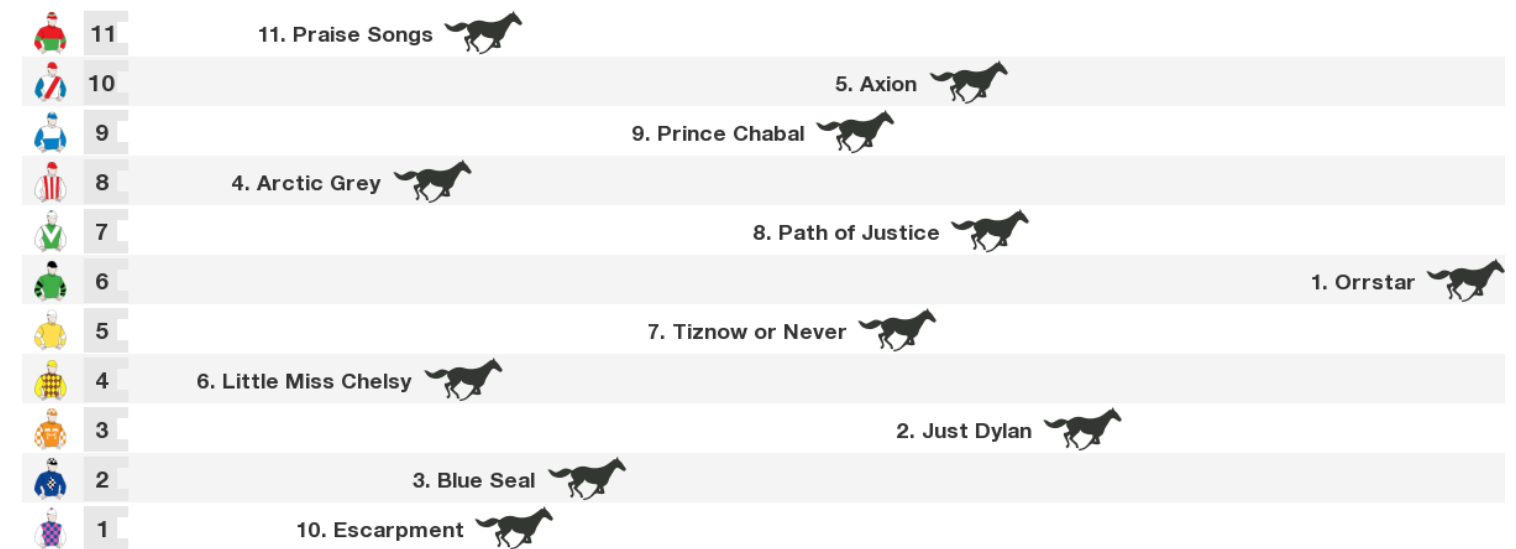 11 11. Praise Songs
10 5. Axion
9 9. Prince Chabal
8 4. Arctic Grey
7 8. Path of Justice
6 1. Orrstar
5 7. Tiznow or Never
4 6. Little Miss Chelsy
3 2. Just Dylan
2 3. Blue Seal
1 10. Escarpment